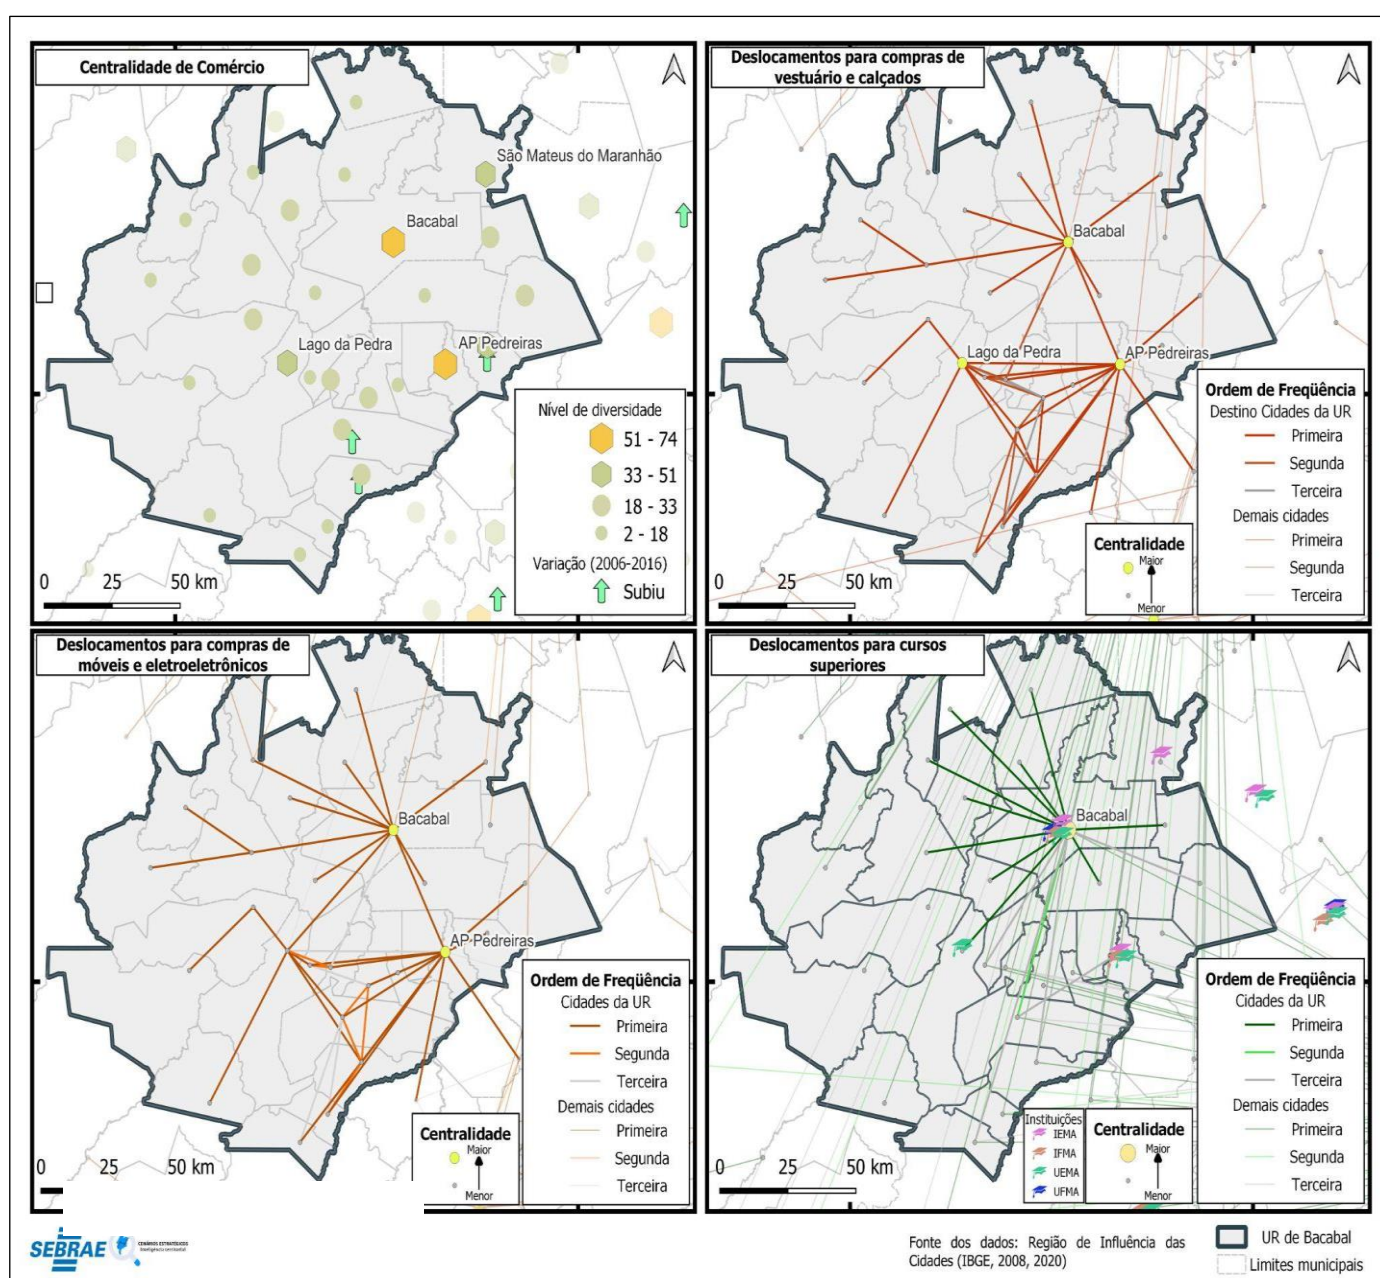 Centralidade de Comércio
São Mateus do Maranhão
Bacabal
Lago da Pedra
AP Pedreiras
Nível de diversidade
51 - 74
33 - 51
18 - 33
2 - 18
Variação (2006-2016)
Subiu
0 25 50 km
Deslocamentos para compras de
vestuário e calçados
Bacabal
Lago da Pedra
AP Pedreiras
Ordem de Freqüência
Destino Cidades da UR
Primeira
Segunda
Terceira
Demais cidades
Primeira
Segunda
Terceira
Centralidade
Maior
Menor
0 25 50 km
Deslocamentos para compras de
móveis e eletroeletrônicos
Bacabal
AP Pedreiras
Ordem de Freqüência
Cidades da UR
Primeira
Segunda
Terceira
Demais cidades
Primeira
Segunda
Terceira
Centralidade
Maior
Menor
0 25 50 km
Deslocamentos para cursos
superiores
Bacabal
Instituições
IEMA
IFMA
UEMA
UFMA
Centralidade
Maior
Menor
Ordem de Freqüência
Cidades da UR
Primeira
Segunda
Terceira
Demais cidades
Primeira
Segunda
Terceira
0 25 50 km
SEBRAE
CENÁRIOS ESTRATÉGICOS
Inteligência territorial
Fonte dos dados: Região de Influência das
Cidades (IBGE, 2008, 2020)
UR de Bacabal
Limites municipais